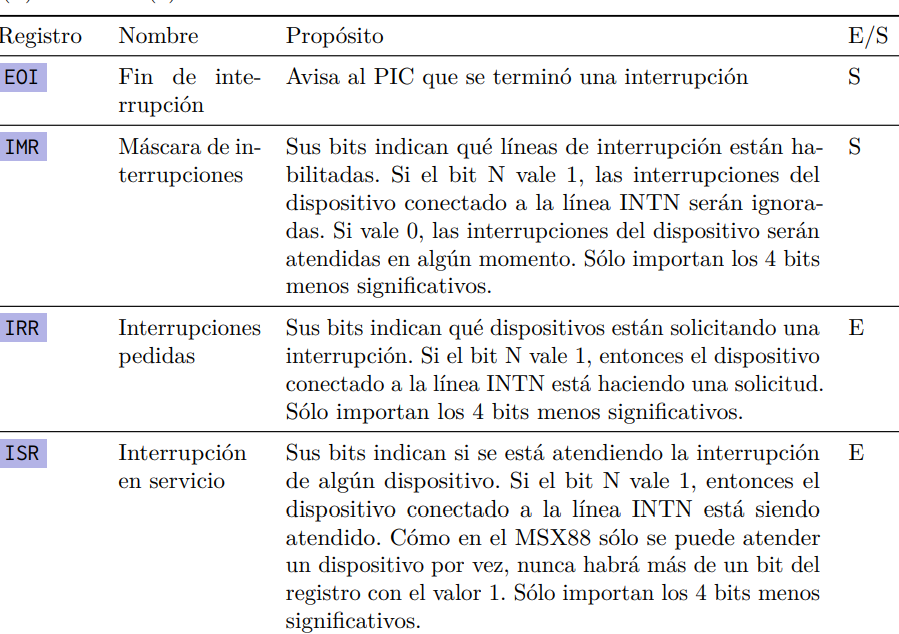 Registro Nombre Propósito E/S
EOI Fin de inte- Avisa al PIC que se terminó una interrupción S
rrupción
IMR Máscara de in- Sus bits indican qué líneas de interrupción están ha- S
terrupciones bilitadas. Si el bit N vale 1, las interrupciones del
dispositivo conectado a la línea INTN serán ignora-
das. Si vale 0, las interrupciones del dispositivo serán
atendidas en algún momento. Sólo importan los 4 bits
menos significativos.
IRR Interrupciones Sus bits indican qué dispositivos están solicitando una E
pedidas interrupción. Si el bit N vale 1, entonces el dispositivo
conectado a la línea INTN está haciendo una solicitud.
Sólo importan los 4 bits menos significativos.
ISR Interrupción Sus bits indican si se está atendiendo la interrupción E
en servicio de algún dispositivo. Si el bit N vale 1, entonces el
dispositivo conectado a la línea INTN está siendo
atendido. Cómo en el MSX88 sólo se puede atender
un dispositivo por vez, nunca habrá más de un bit del
registro con el valor 1. Sólo importan los 4 bits menos
significativos.